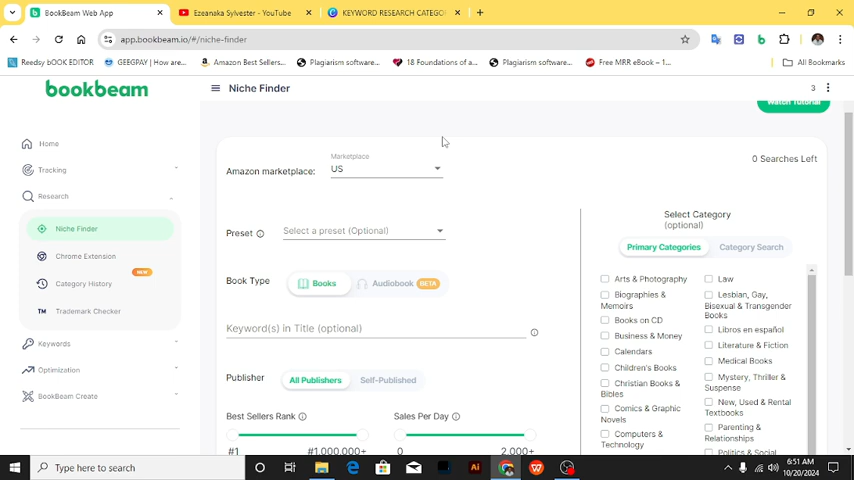 BookBeam Web App
Ezeanaka Sylvester - YouTube
KEYWORD RESEARCH CATEGO
app.bookbeam.io/#/niche-finder
Reedsy bOOK EDITOR
GEEGPAY | How are...
Amazon Best Sellers...
Plagiarism software...
18 Foundations of a...
Plagiarism software...
Free MRR eBook – 1...
All Bookmarks
bookbeam
Niche Finder
3
Watch Tutorial
Home
Tracking
Research
Niche Finder
Chrome Extension
NEW
Category History
TM Trademark Checker
Keywords
Optimization
BookBeam Create
0 Searches Left
Marketplace
Amazon marketplace: US
Preset Select a preset (Optional)
Book Type Books Audiobook BETA
Keyword(s) in Title (optional)
Publisher All Publishers Self-Published
Best Sellers Rank Sales Per Day
#1 #1,000,000+ 0 2,000+
Select Category
(optional)
Primary Categories Category Search
Arts & Photography
Biographies &
Memoirs
Books on CD
Business & Money
Calendars
Children's Books
Christian Books &
Bibles
Comics & Graphic
Novels
Computers &
Technology
Law
Lesbian, Gay,
Bisexual & Transgender
Books
Libros en español
Literature & Fiction
Medical Books
Mystery, Thriller &
Suspense
New, Used & Rental
Textbooks
Parenting &
Relationships
Politics & Social
Type here to search
6:51 AM
10/20/2024